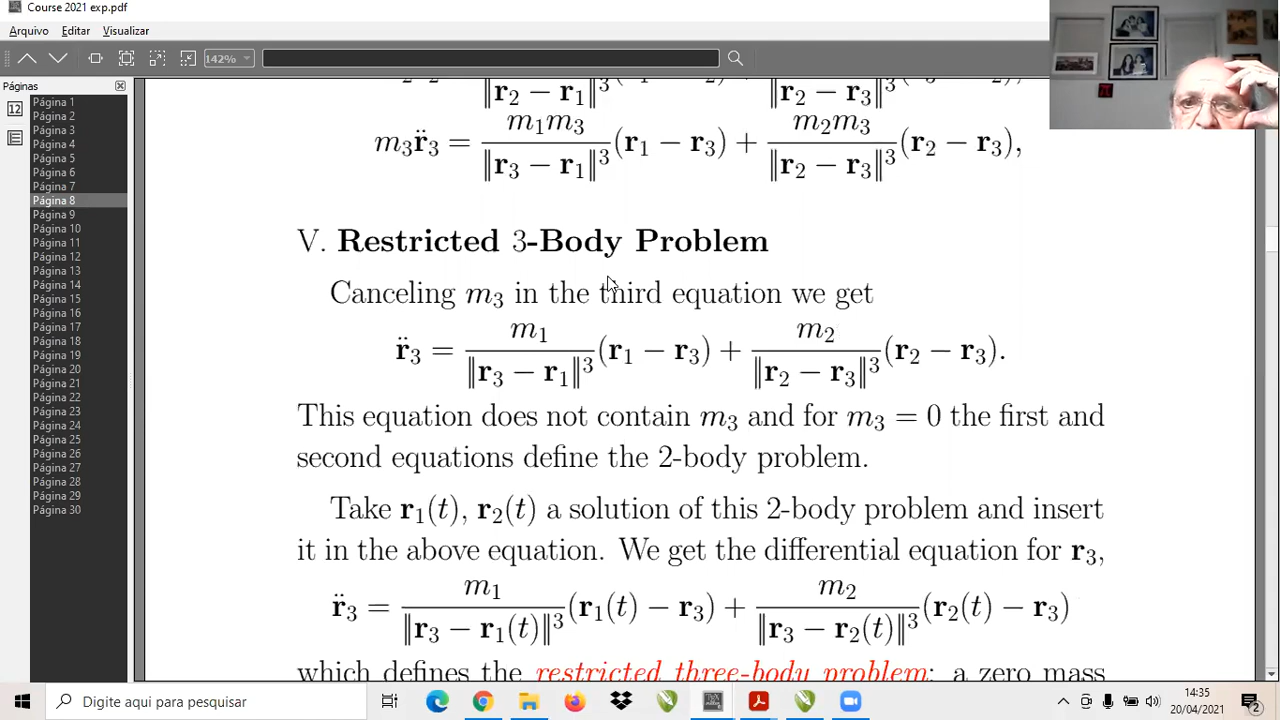 Course 2021 exp.pdf
Arquivo Editar Visualizar
142%
Páginas
Página 1
Página 2
Página 3
Página 4
Página 5
Página 6
Página 7
Página 8
Página 9
Página 10
Página 11
Página 12
Página 13
Página 14
Página 15
Página 16
Página 17
Página 18
Página 19
Página 20
Página 21
Página 22
Página 23
Página 24
Página 25
Página 26
Página 27
Página 28
Página 29
Página 30
‖r₂ − r₁‖³ ‖r₂ − r₃‖³
m₃r̈₃ = m₁m₃/‖r₃ − r₁‖³ (r₁ − r₃) + m₂m₃/‖r₂ − r₃‖³ (r₂ − r₃),
V. Restricted 3-Body Problem
Canceling m₃ in the third equation we get
r̈₃ = m₁/‖r₃ − r₁‖³ (r₁ − r₃) + m₂/‖r₂ − r₃‖³ (r₂ − r₃).
This equation does not contain m₃ and for m₃ = 0 the first and
second equations define the 2-body problem.
Take r₁(t), r₂(t) a solution of this 2-body problem and insert
it in the above equation. We get the differential equation for r₃,
r̈₃ = m₁/‖r₃ − r₁(t)‖³ (r₁(t) − r₃) + m₂/‖r₃ − r₂(t)‖³ (r₂(t) − r₃)
which defines the restricted three-body problem: a zero mass
Digite aqui para pesquisar
14:35
20/04/2021
2